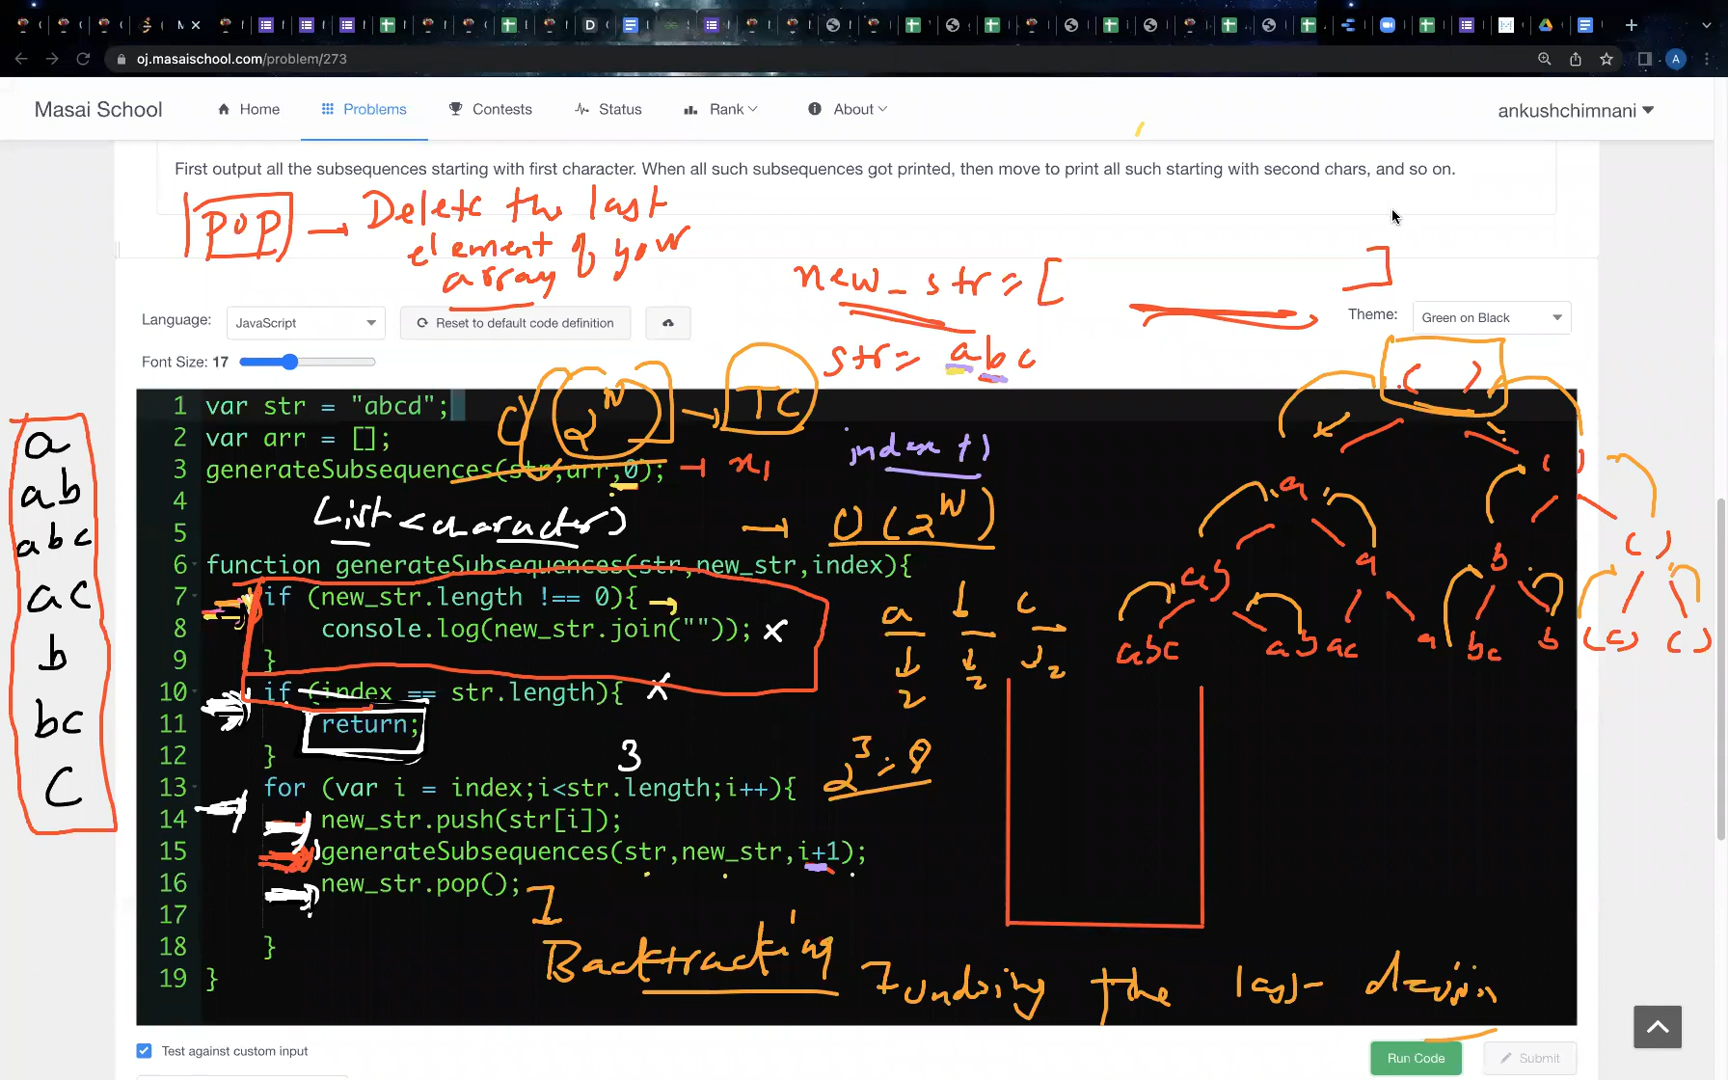 oj.masaischool.com/problem/273
A
Masai School
Home
Problems
Contests
Status
Rank
About
ankushchimnani
First output all the subsequences starting with first character. When all such subsequences got printed, then move to print all such starting with second chars, and so on.
pop → Delete the last
element of your
array
new_str = [ ]
str = abc
Language: JavaScript
Reset to default code definition
Theme: Green on Black
Font Size: 17
1 var str = "abcd";
2 var arr = [];
3 generateSubsequences(str,arr,0);
4
5
6 function generateSubsequences(str,new_str,index){
7 if (new_str.length !== 0){
8 console.log(new_str.join(""));
9 }
10 if (index == str.length){
11 return;
12 }
13 for (var i = index;i<str.length;i++){
14 new_str.push(str[i]);
15 generateSubsequences(str,new_str,i+1);
16 new_str.pop();
17
18 }
19 }
2^N → TC
index +1
List <character>
→ O(2^N)
x
x
3
a
c
2 2 2
2^3 = 8
Backtracking
undoing the last
a
ab
abc
ac
b
bc
c
( )
a ( )
ab a b ( )
abc ab ac a bc b (c) ( )
Test against custom input
Run Code
Submit